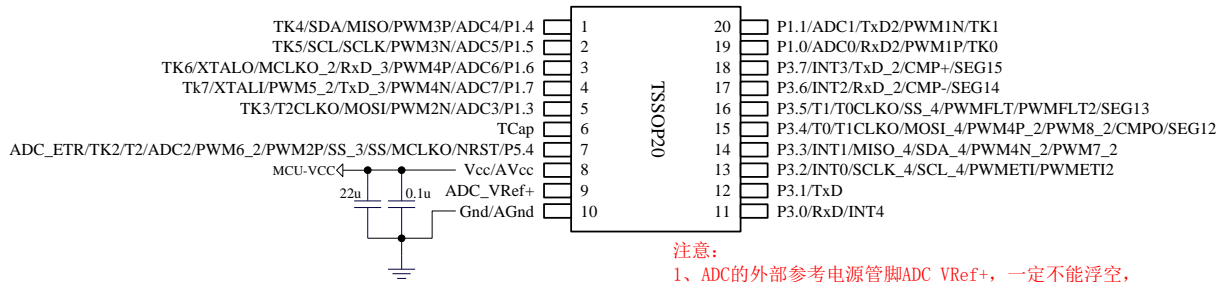 TK4/SDA/MISO/PWM3P/ADC4/P1.4 1
TK5/SCL/SCLK/PWM3N/ADC5/P1.5 2
TK6/XTALO/MCLKO_2/RxD_3/PWM4P/ADC6/P1.6 3
Tk7/XTALI/PWM5_2/TxD_3/PWM4N/ADC7/P1.7 4
TK3/T2CLKO/MOSI/PWM2N/ADC3/P1.3 5
TCap 6
ADC_ETR/TK2/T2/ADC2/PWM6_2/PWM2P/SS_3/SS/MCLKO/NRST/P5.4 7
MCU-VCC Vcc/AVcc 8
22u 0.1u ADC_VRef+ 9
Gnd/AGnd 10
TSSOP20
20 P1.1/ADC1/TxD2/PWM1N/TK1
19 P1.0/ADC0/RxD2/PWM1P/TK0
18 P3.7/INT3/TxD_2/CMP+/SEG15
17 P3.6/INT2/RxD_2/CMP-/SEG14
16 P3.5/T1/T0CLKO/SS_4/PWMFLT/PWMFLT2/SEG13
15 P3.4/T0/T1CLKO/MOSI_4/PWM4P_2/PWM8_2/CMPO/SEG12
14 P3.3/INT1/MISO_4/SDA_4/PWM4N_2/PWM7_2
13 P3.2/INT0/SCLK_4/SCL_4/PWMETI/PWMETI2
12 P3.1/TxD
11 P3.0/RxD/INT4
注意：
1、ADC的外部参考电源管脚ADC VRef+，一定不能浮空，